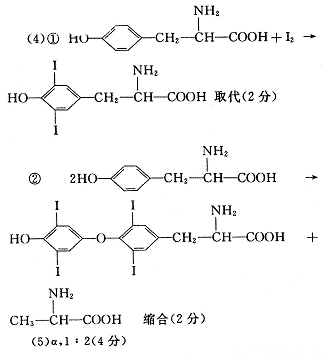 NH₂
(4)① HO— —CH₂—CH—COOH+I₂ →
I NH₂
HO— —CH₂—CH—COOH 取代(2分)
I
NH₂
② 2HO— —CH₂—CH—COOH →
I I NH₂
HO— —O— —CH₂—CH—COOH +
I I
NH₂
CH₃—CH—COOH 缩合(2分)
(5)α,1:2(4分)